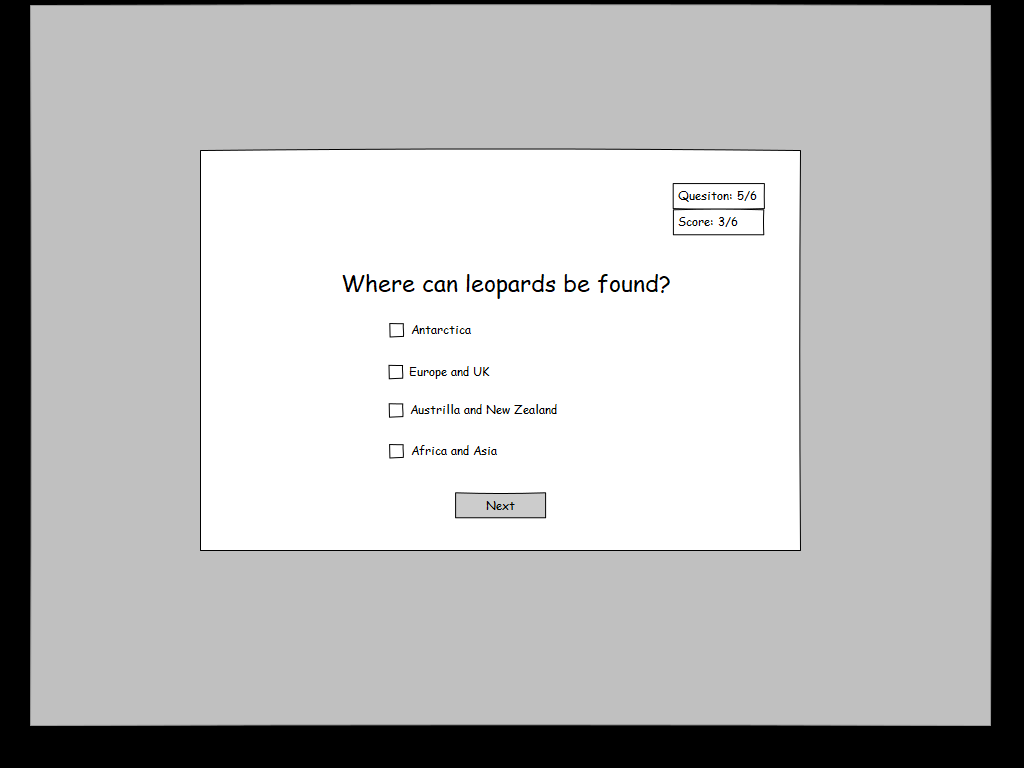 Quesiton: 5/6
Score: 3/6
Where can leopards be found?
Antarctica
Europe and UK
Austrilla and New Zealand
Africa and Asia
Next